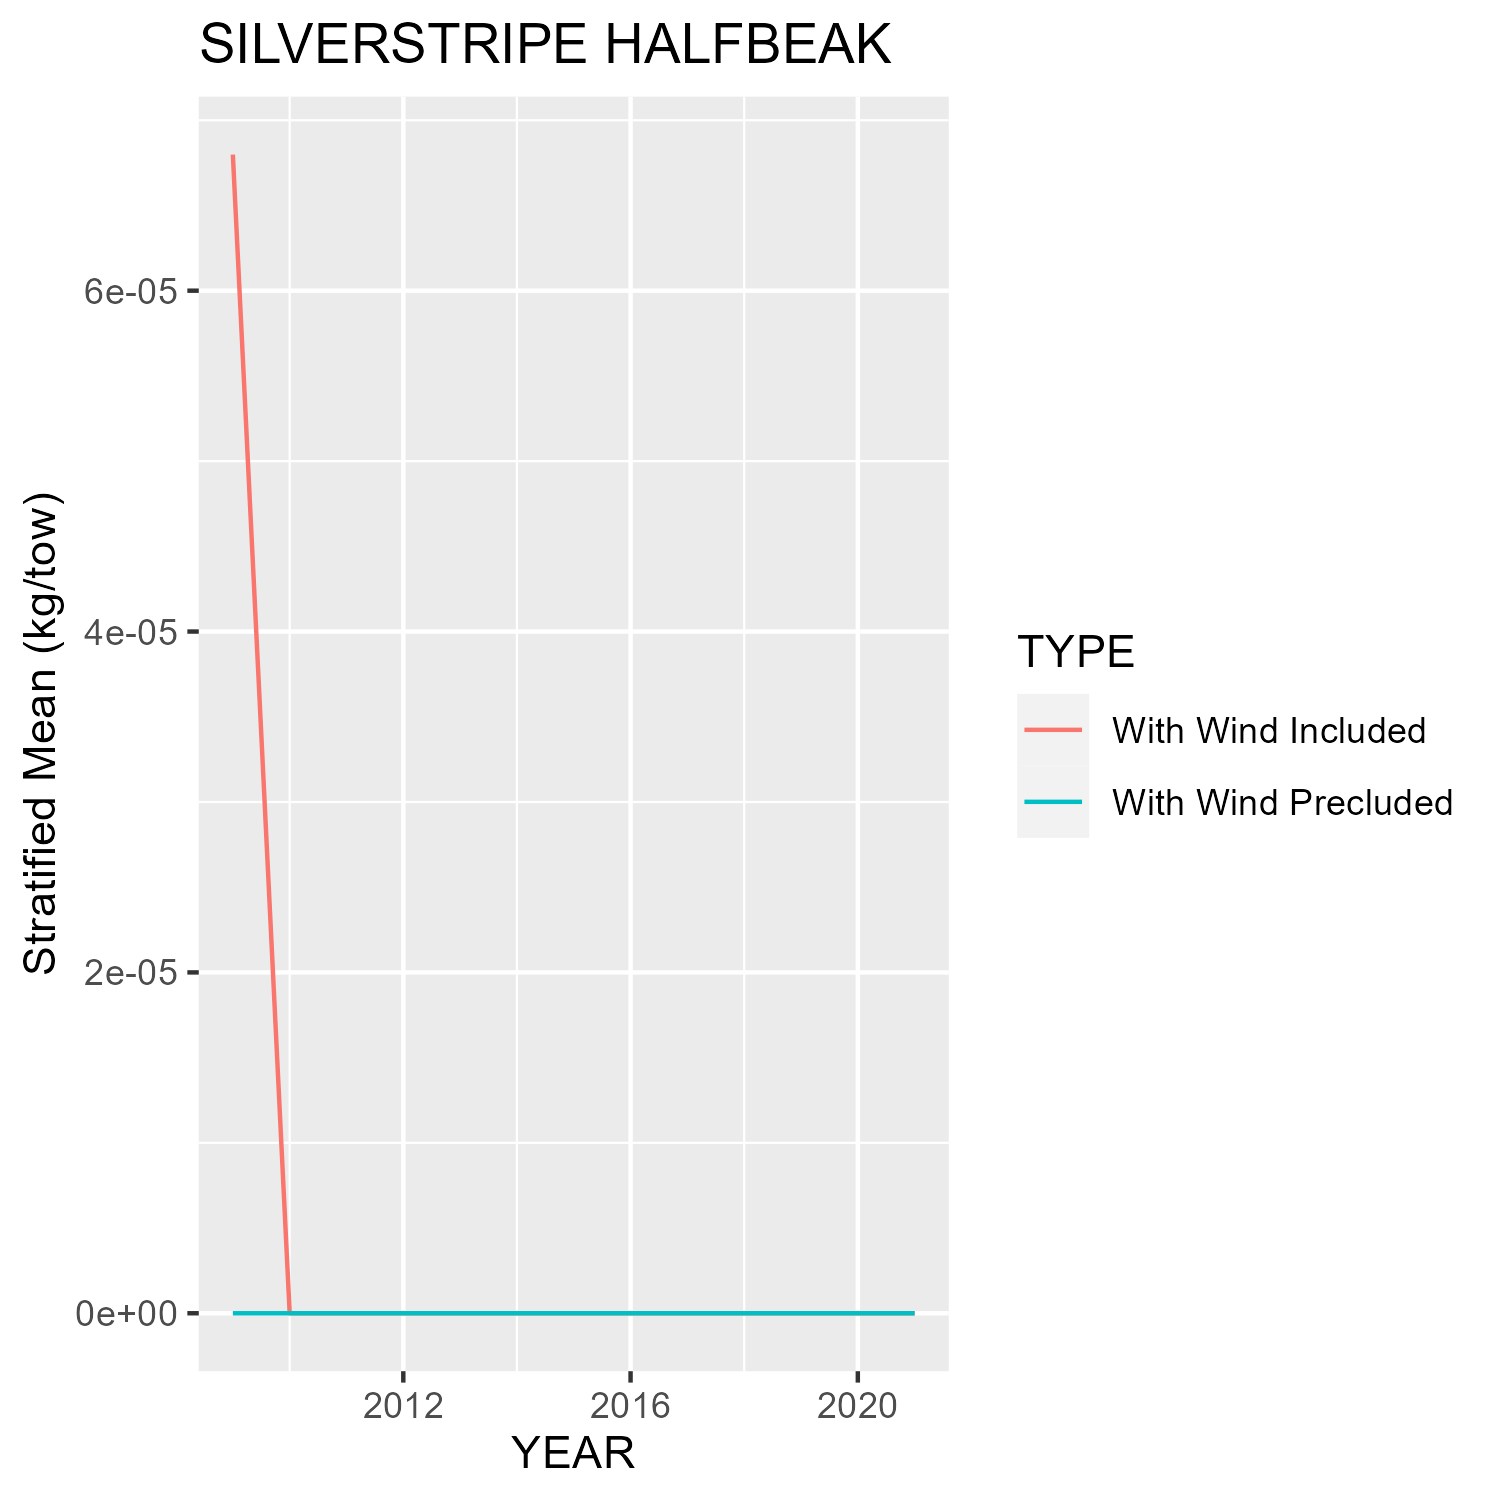 SILVERSTRIPE HALFBEAK
Stratified Mean (kg/tow)
6e-05
4e-05
2e-05
0e+00
2012
2016
2020
YEAR
TYPE
With Wind Included
With Wind Precluded